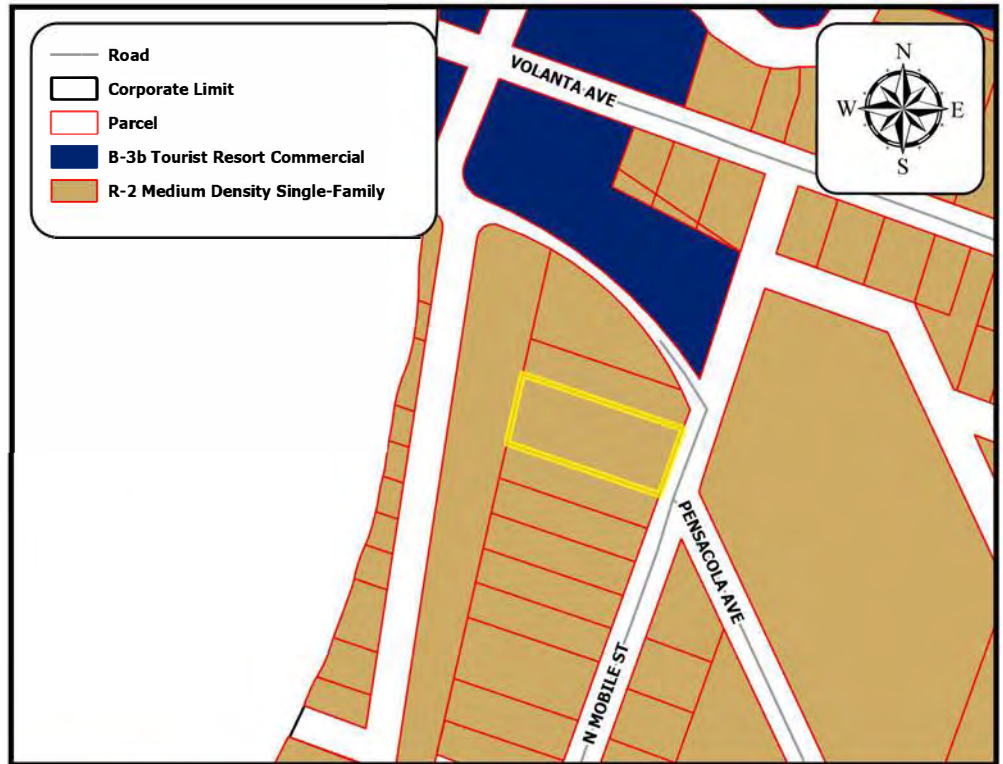 Road
Corporate Limit
Parcel
B-3b Tourist Resort Commercial
R-2 Medium Density Single-Family
N
W
E
S
VOLANTA AVE
PENSACOLA AVE
N MOBILE ST